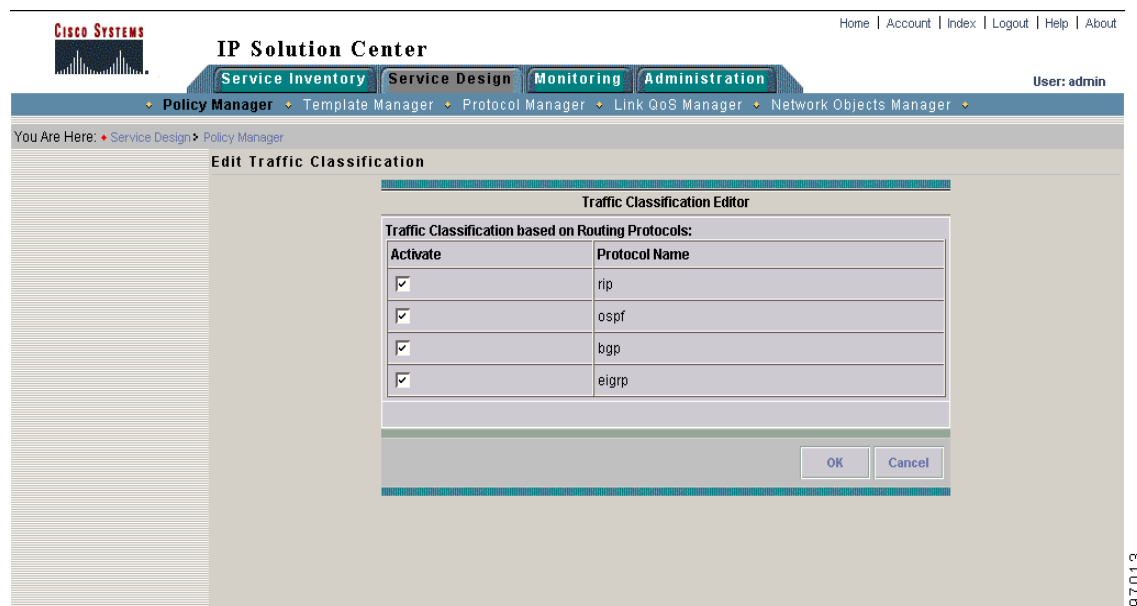 Cisco Systems
Home | Account | Index | Logout | Help | About
IP Solution Center
Service Inventory Service Design Monitoring Administration
User: admin
Policy Manager Template Manager Protocol Manager Link QoS Manager Network Objects Manager
You Are Here: Service Design Policy Manager
Edit Traffic Classification
Traffic Classification Editor
Traffic Classification based on Routing Protocols:
Activate Protocol Name
rip
ospf
bgp
eigrp
OK Cancel
97013